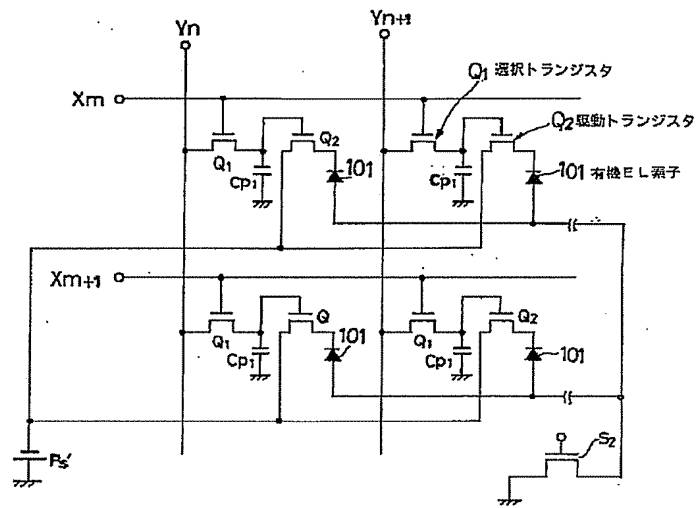 Yn
Yn+1
Xm
Q1 選択トランジスタ
Q2 駆動トランジスタ
Q1
Cp1
Q2
101
Cp1
101 有機EL素子
Xm+1
Q1
Cp1
Q
101
Q1
Cp1
Q2
101
Ps'
S2